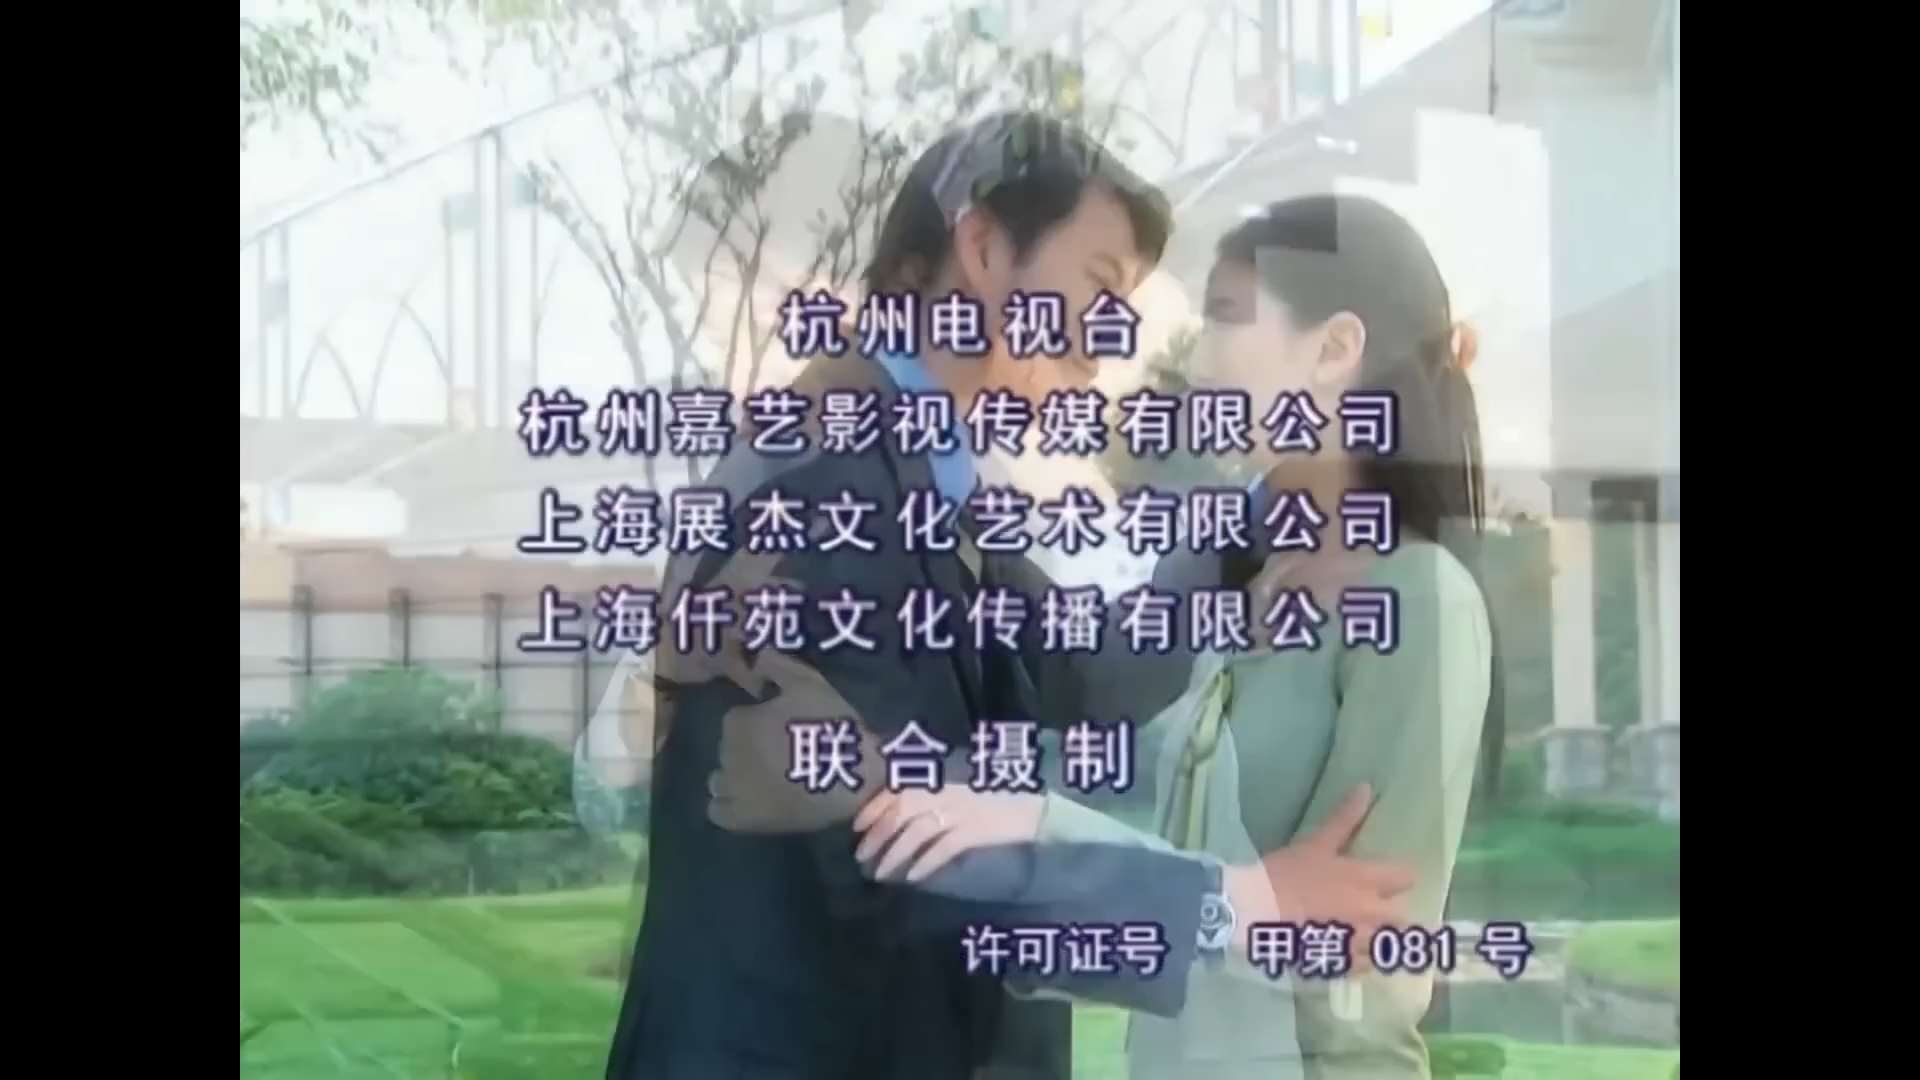 杭州电视台
杭州嘉艺影视传媒有限公司
上海展杰文化艺术有限公司
上海仟苑文化传播有限公司
联合摄制
许可证号 甲第 081 号